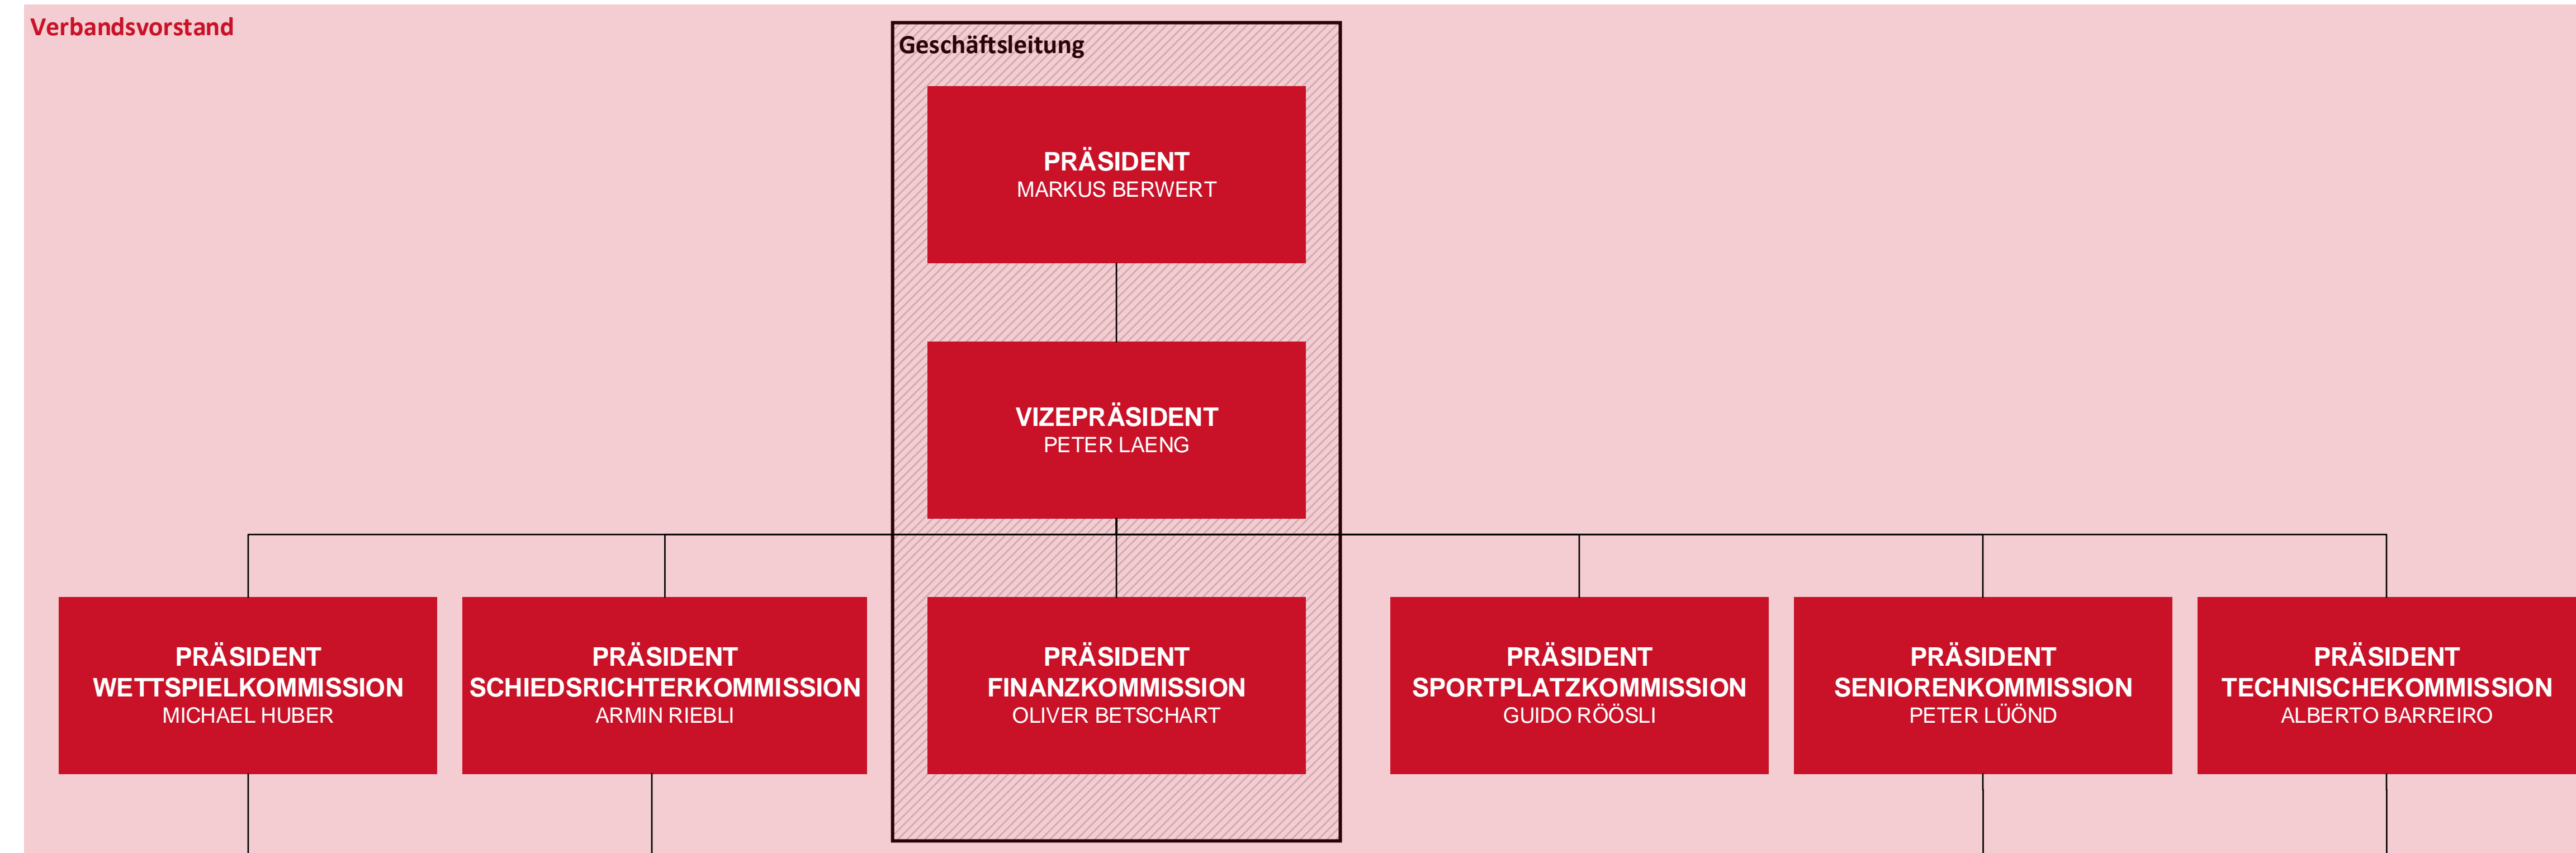 Verbandsvorstand
Geschäftsleitung
PRÄSIDENT
MARKUS BERWERT
VIZEPRÄSIDENT
PETER LAENG
PRÄSIDENT
WETTSPIELKOMMISSION
MICHAEL HUBER
PRÄSIDENT
SCHIEDSRICHTERKOMMISSION
ARMIN RIEBLI
PRÄSIDENT
FINANZKOMMISSION
OLIVER BETSCHART
PRÄSIDENT
SPORTPLATZKOMMISSION
GUIDO RÖÖSLI
PRÄSIDENT
SENIORENKOMMISSION
PETER LÜÖND
PRÄSIDENT
TECHNISCHEKOMMISSION
ALBERTO BARREIRO